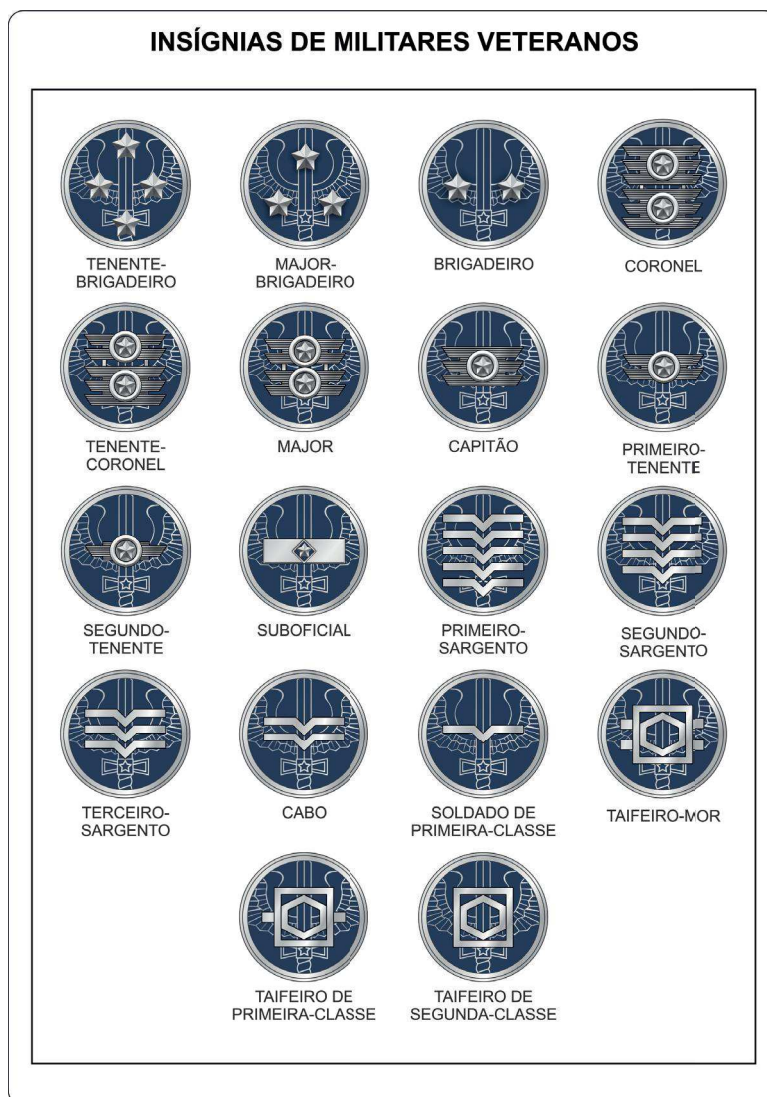 INSÍGNIAS DE MILITARES VETERANOS
TENENTE-
BRIGADEIRO
MAJOR-
BRIGADEIRO
BRIGADEIRO
CORONEL
TENENTE-
CORONEL
MAJOR
CAPITÃO
PRIMEIRO-
TENENTE
SEGUNDO-
TENENTE
SUBOFICIAL
PRIMEIRO-
SARGENTO
SEGUNDO-
SARGENTO
TERCEIRO-
SARGENTO
CABO
SOLDADO DE
PRIMEIRA-CLASSE
TAIFEIRO-MOR
TAIFEIRO DE
PRIMEIRA-CLASSE
TAIFEIRO DE
SEGUNDA-CLASSE